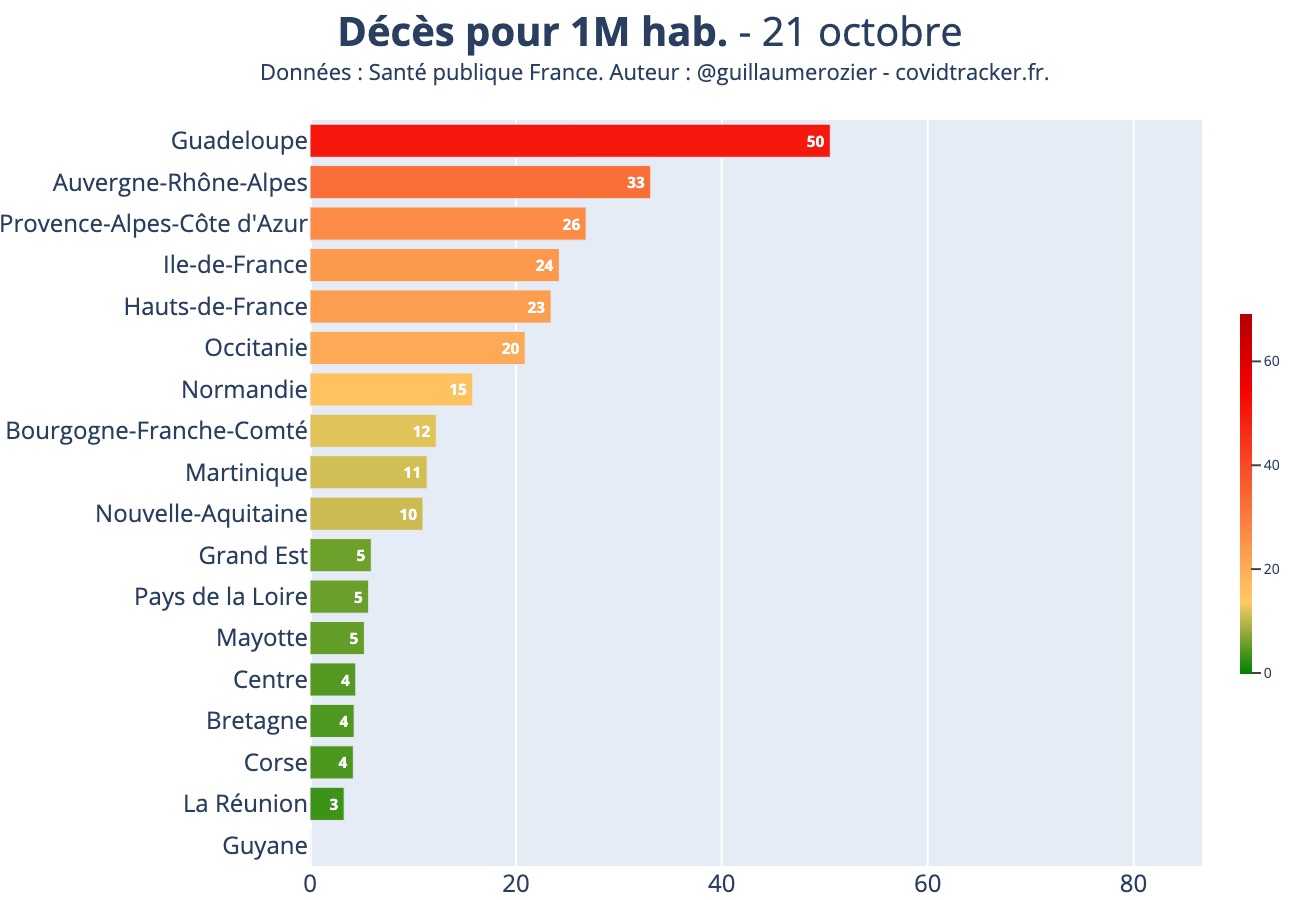 Décès pour 1M hab. - 21 octobre
Données : Santé publique France. Auteur : @guillaumerozier - covidtracker.fr.
Guadeloupe 50
Auvergne-Rhône-Alpes 33
Provence-Alpes-Côte d'Azur 26
Ile-de-France 24
Hauts-de-France 23
Occitanie 20
Normandie 15
Bourgogne-Franche-Comté 12
Martinique 11
Nouvelle-Aquitaine 10
Grand Est 5
Pays de la Loire 5
Mayotte 5
Centre 4
Bretagne 4
Corse 4
La Réunion 3
Guyane
0 20 40 60 80
60
40
20
0